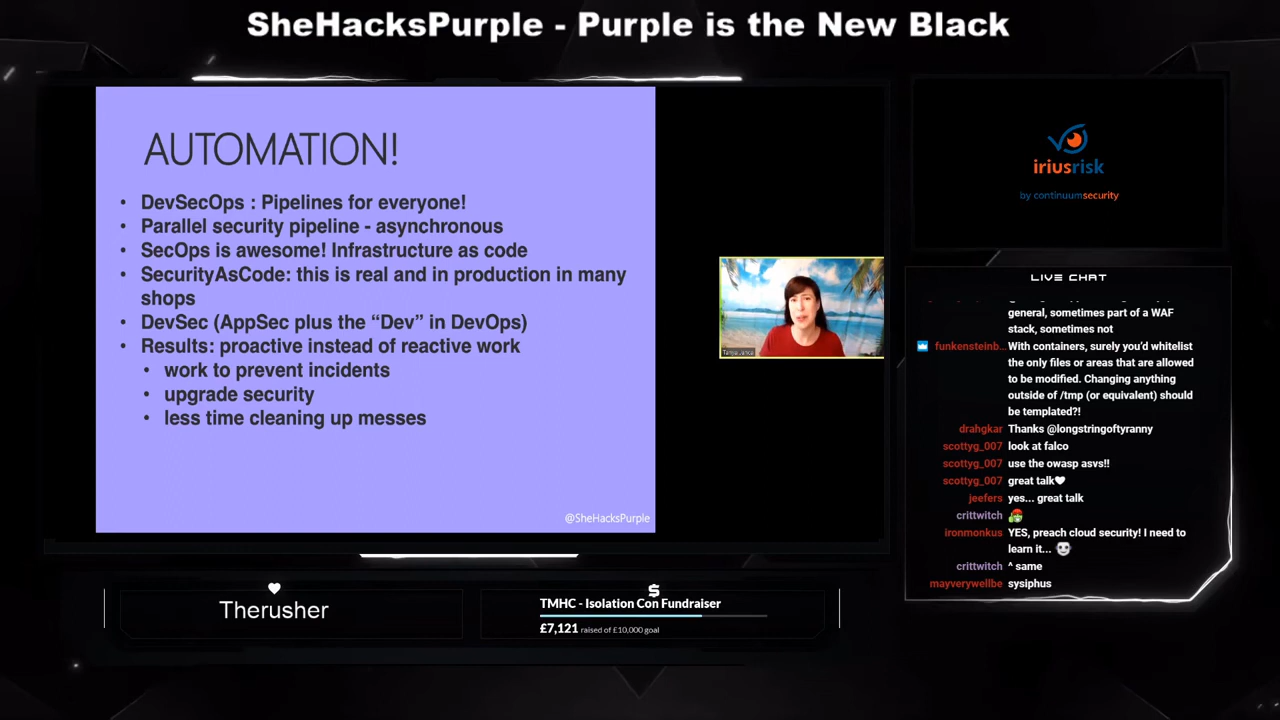 SheHacksPurple - Purple is the New Black
AUTOMATION!
• DevSecOps : Pipelines for everyone!
• Parallel security pipeline - asynchronous
• SecOps is awesome! Infrastructure as code
• SecurityAsCode: this is real and in production in many
shops
• DevSec (AppSec plus the “Dev” in DevOps)
• Results: proactive instead of reactive work
• work to prevent incidents
• upgrade security
• less time cleaning up messes
@SheHacksPurple
Tanya Janca
iriusrisk
by continuumsecurity
LIVE CHAT
general, sometimes part of a WAF
stack, sometimes not
funkensteinb... With containers, surely you'd whitelist
the only files or areas that are allowed
to be modified. Changing anything
outside of /tmp (or equivalent) should
be templated?!
drahgkar Thanks @longstringoftyranny
scottyg_007 look at falco
scottyg_007 use the owasp asvs!!
scottyg_007 great talk
jeefers yes... great talk
crittwitch
ironmonkus YES, preach cloud security! I need to
learn it...
crittwitch ^ same
mayverywellbe sysiphus
Therusher
$
TMHC - Isolation Con Fundraiser
£7,121 raised of £10,000 goal